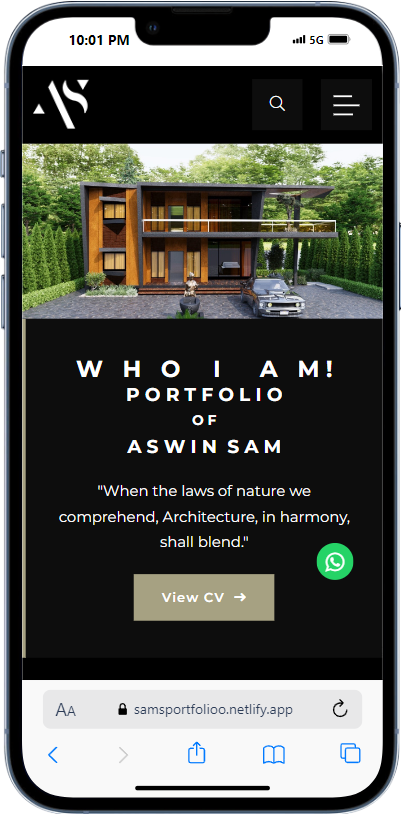 10:01 PM 5G
AS
WHO I AM!
PORTFOLIO
OF
ASWIN SAM
"When the laws of nature we
comprehend, Architecture, in harmony,
shall blend."
View CV →
AA samsportfolioo.netlify.app